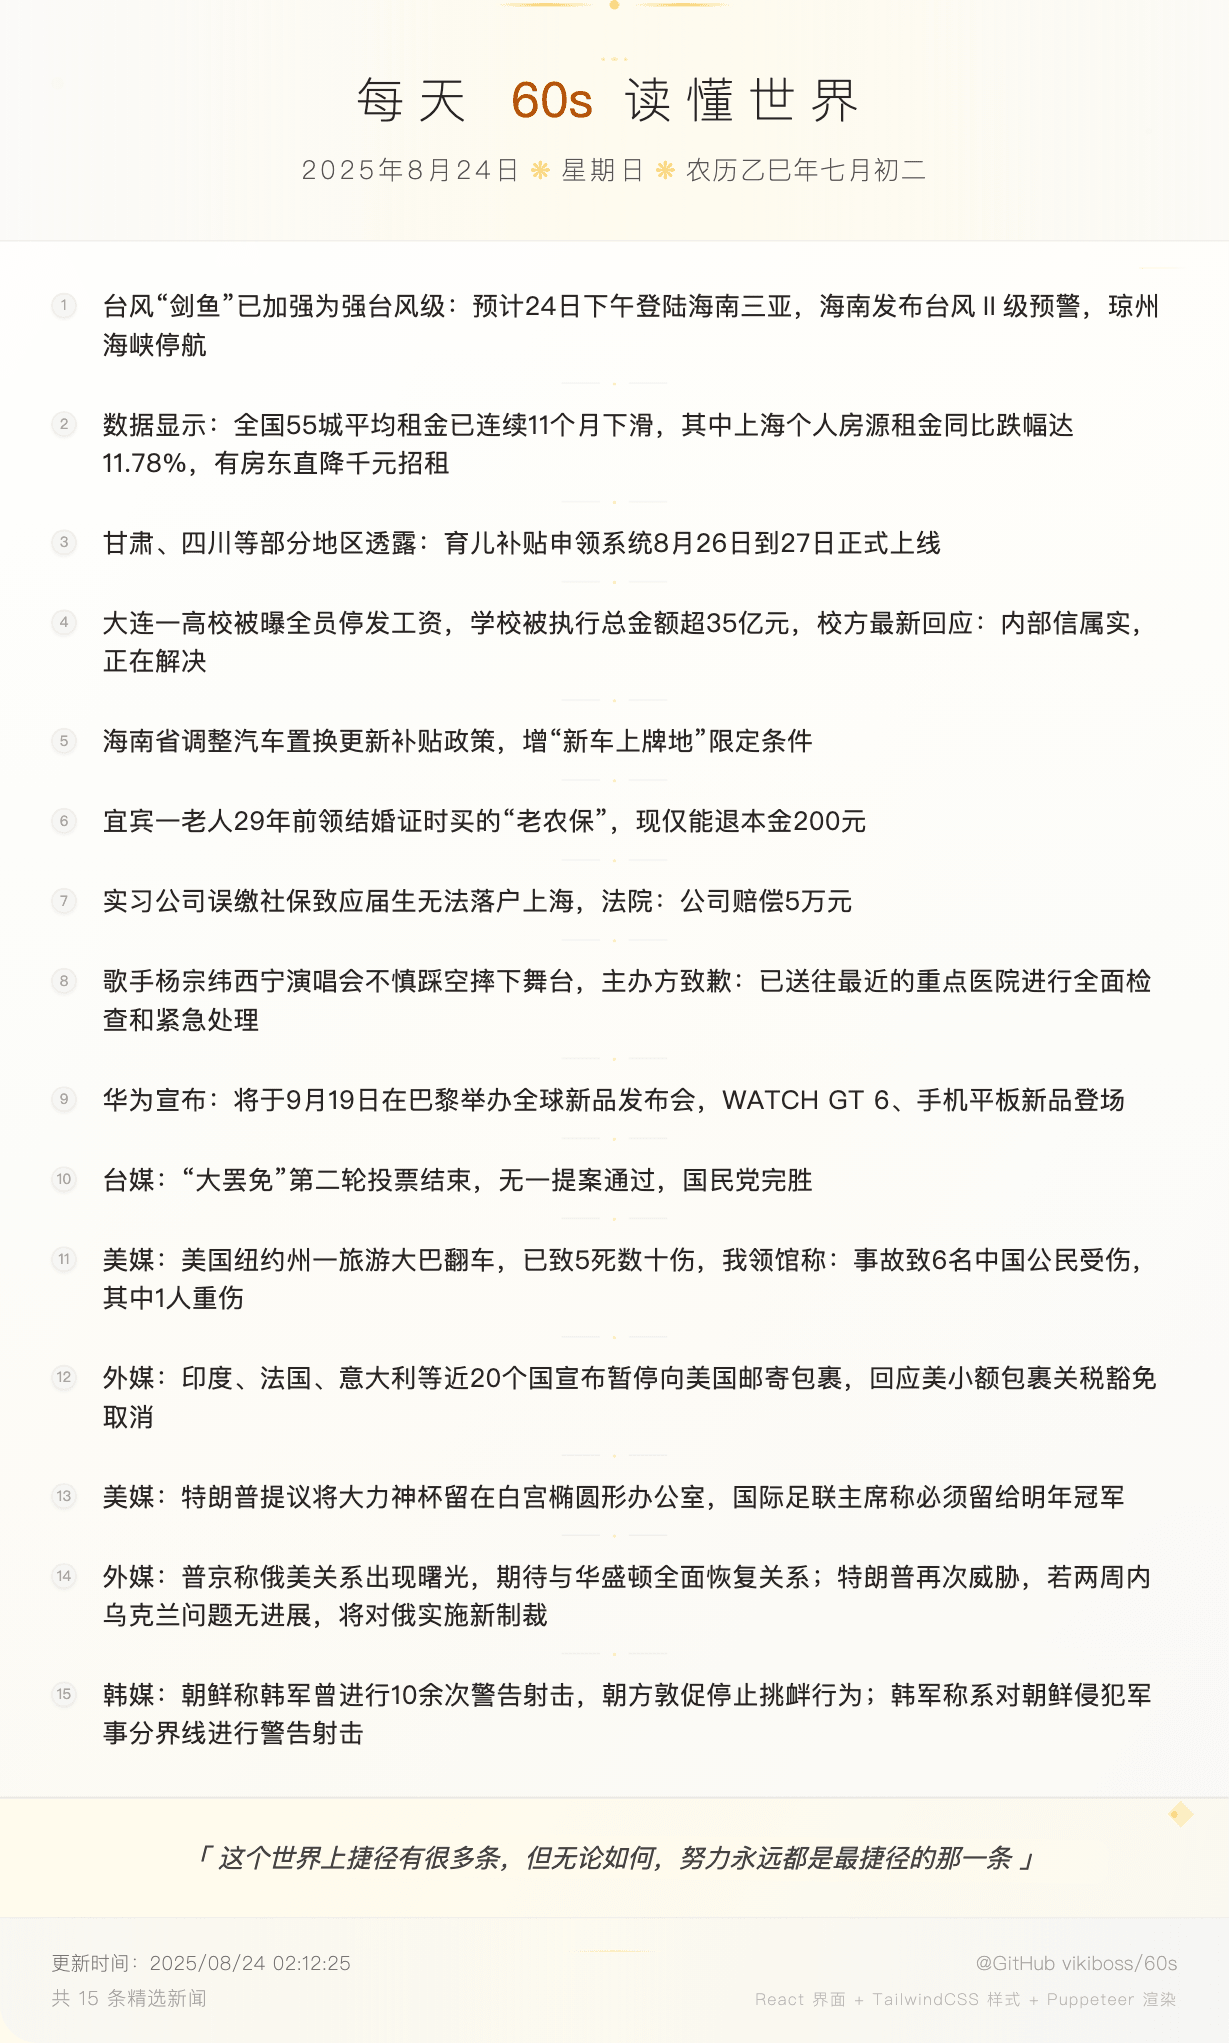 每天 60s 读懂世界
2025年8月24日 ❋ 星期日 ❋ 农历乙巳年七月初二
1 台风“剑鱼”已加强为强台风级：预计24日下午登陆海南三亚，海南发布台风Ⅱ级预警，琼州
海峡停航
2 数据显示：全国55城平均租金已连续11个月下滑，其中上海个人房源租金同比跌幅达
11.78%，有房东直降千元招租
3 甘肃、四川等部分地区透露：育儿补贴申领系统8月26日到27日正式上线
4 大连一高校被曝全员停发工资，学校被执行总金额超35亿元，校方最新回应：内部信属实，
正在解决
5 海南省调整汽车置换更新补贴政策，增“新车上牌地”限定条件
6 宜宾一老人29年前领结婚证时买的“老农保”，现仅能退本金200元
7 实习公司误缴社保致应届生无法落户上海，法院：公司赔偿5万元
8 歌手杨宗纬西宁演唱会不慎踩空摔下舞台，主办方致歉：已送往最近的重点医院进行全面检
查和紧急处理
9 华为宣布：将于9月19日在巴黎举办全球新品发布会，WATCH GT 6、手机平板新品登场
10 台媒：“大罢免”第二轮投票结束，无一提案通过，国民党完胜
11 美媒：美国纽约州一旅游大巴翻车，已致5死数十伤，我领馆称：事故致6名中国公民受伤，
其中1人重伤
12 外媒：印度、法国、意大利等近20个国宣布暂停向美国邮寄包裹，回应美小额包裹关税豁免
取消
13 美媒：特朗普提议将大力神杯留在白宫椭圆形办公室，国际足联主席称必须留给明年冠军
14 外媒：普京称俄美关系出现曙光，期待与华盛顿全面恢复关系；特朗普再次威胁，若两周内
乌克兰问题无进展，将对俄实施新制裁
15 韩媒：朝鲜称韩军曾进行10余次警告射击，朝方敦促停止挑衅行为；韩军称系对朝鲜侵犯军
事分界线进行警告射击
「 这个世界上捷径有很多条，但无论如何，努力永远都是最捷径的那一条 」
更新时间：2025/08/24 02:12:25
@GitHub vikiboss/60s
共 15 条精选新闻
React 界面 + TailwindCSS 样式 + Puppeteer 渲染